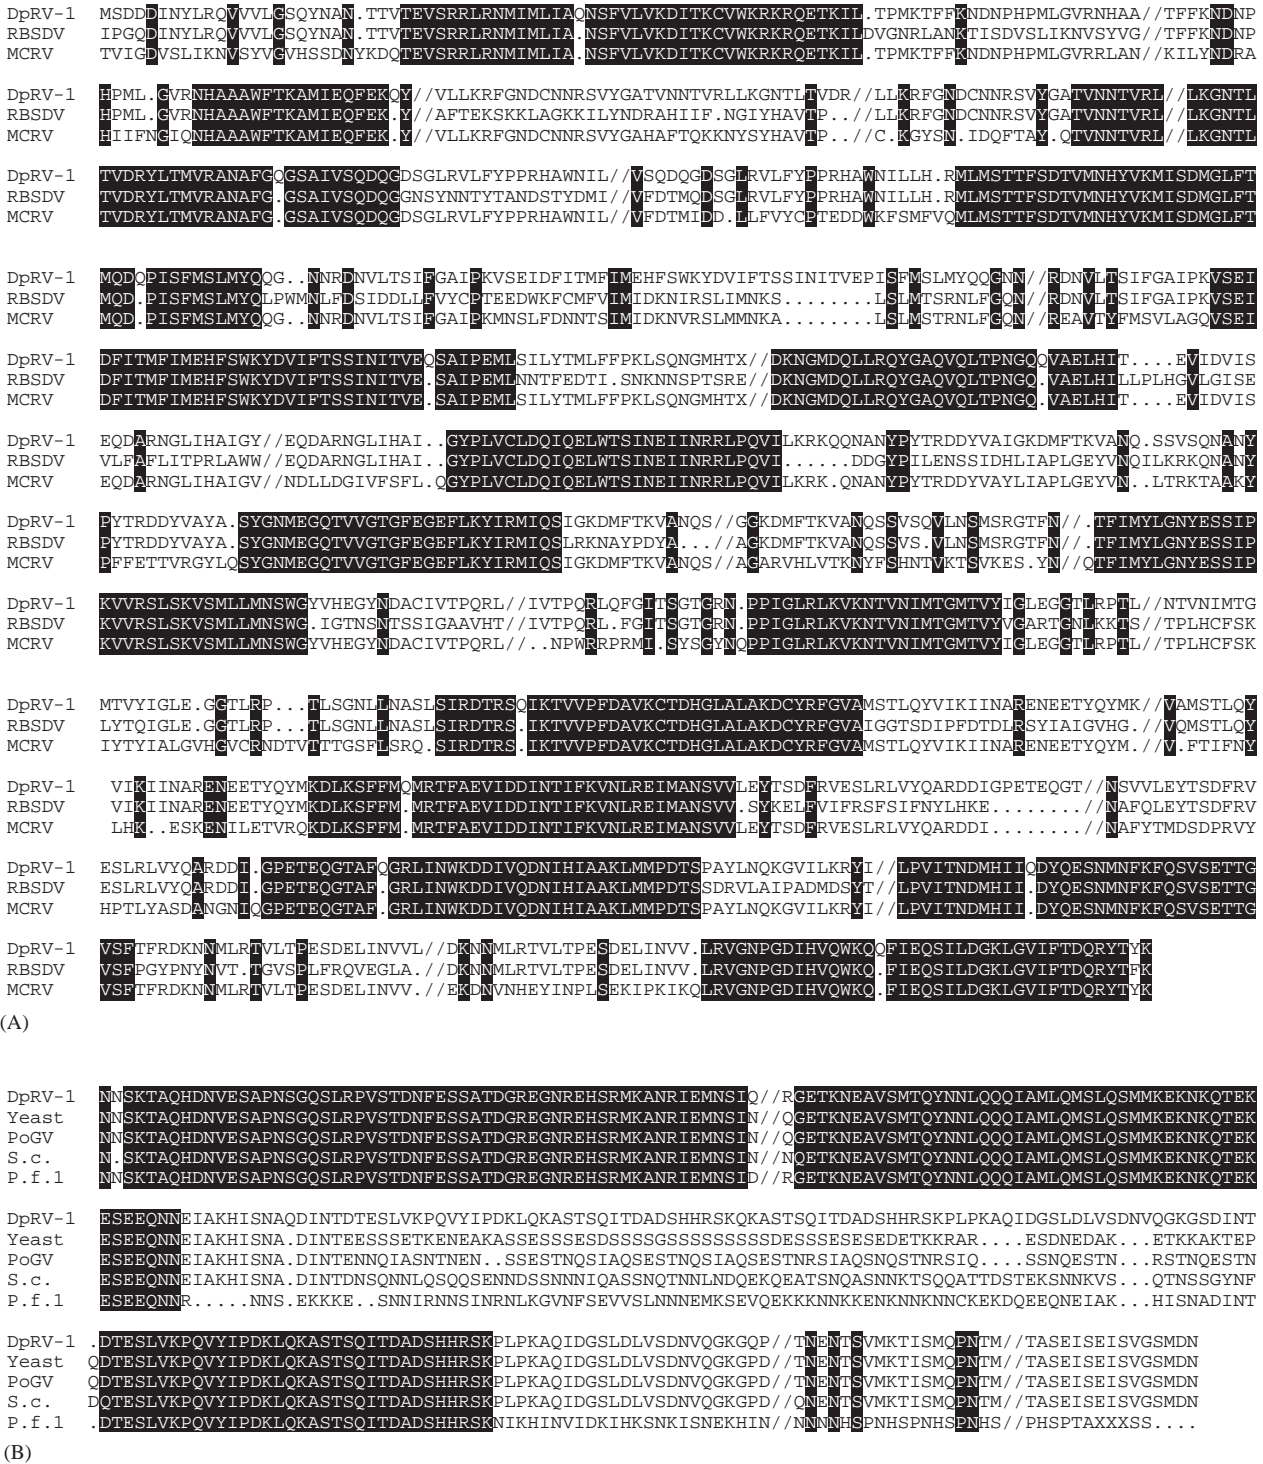 DpRV-1 MSDDDINYLRQVVVLGSQYNAN.TTVTEVSRRLRNMIMLIAQNSFVLVKDITKCVWKRKRQETKIL.TPMKTFFKNDNPHPMLGVRNHAA//TFFKNDNP
RBSDV IPGQDINYLRQVVVLGSQYNAN.TTVTEVSRRLRNMIMLIA.NSFVLVKDITKCVWKRKRQETKILDVGNRLANKTISDVSLIKNVSYVG//TFFKNDNP
MCRV TVIGDVSLIKNVSYVGVHSSDNYKDQTEVSRRLRNMIMLIA.NSFVLVKDITKCVWKRKRQETKIL.TPMKTFFKNDNPHPMLGVRRLAN//KILYNDRA
DpRV-1 HPML.GVRNHAAAWFTKAMIEQFEKQY//VLLKRFGNDCNNRSVYGATVNNTVRLLKGNTLTVDR//LLKRFGNDCNNRSVYGATVNNTVRL//LKGNTL
RBSDV HPML.GVRNHAAAWFTKAMIEQFEK.Y//AFTEKSKKLAGKKILYNDRAHIIF.NGIYHAVTP..//LLKRFGNDCNNRSVYGATVNNTVRL//LKGNTL
MCRV HIIFNGIQNHAAAWFTKAMIEQFEK.Y//VLLKRFGNDCNNRSVYGAHAFTQKKNYSYHAVTP..//C.KGYSN.IDQFTAY.QTVNNTVRL//LKGNTL
DpRV-1 TVDRYLTMVRANAFGQGSAIVSQDQGDSGLRVLFYPPRHAWNIL//VSQDQGDSGLRVLFYPPRHAWNILLH.RMLMSTTFSDTVMNHYVKMISDMGLFT
RBSDV TVDRYLTMVRANAFG.GSAIVSQDQGGNSYNNTYTANDSTYDMI//VFDTMQDSGLRVLFYPPRHAWNILLH.RMLMSTTFSDTVMNHYVKMISDMGLFT
MCRV TVDRYLTMVRANAFG.GSAIVSQDQGDSGLRVLFYPPRHAWNIL//VFDTMIDD.LLFVYCPTEDDWKFSMFVQMLMSTTFSDTVMNHYVKMISDMGLFT
DpRV-1 MQDQPISFMSLMYQQG..NNRDNVLTSIFGAIPKVSEIDFITMFIMEHFSWKYDVIFTSSINITVEPISFMSLMYQQGNN//RDNVLTSIFGAIPKVSEI
RBSDV MQD.PISFMSLMYQLPWMNLFDSIDDLLFVYCPTEEDWKFCMFVIMIDKNIRSLIMNKS........LSLMTSRNLFGQN//RDNVLTSIFGAIPKVSEI
MCRV MQD.PISFMSLMYQQG..NNRDNVLTSIFGAIPKMNSLFDNNTSIMIDKNVRSLMMNKA........LSLMSTRNLFGQN//REAVTYFMSVLAGQVSEI
DpRV-1 DFITMFIMEHFSWKYDVIFTSSINITVEQSAIPEMLSILYTMLFFPKLSQNGMHTX//DKNGMDQLLRQYGAQVQLTPNGQQVAELHIT....EVIDVIS
RBSDV DFITMFIMEHFSWKYDVIFTSSINITVE.SAIPEMLNNTFEDTI.SNKNNSPTSRE//DKNGMDQLLRQYGAQVQLTPNGQ.VAELHILLPLHGVLGISE
MCRV DFITMFIMEHFSWKYDVIFTSSINITVE.SAIPEMLSILYTMLFFPKLSQNGMHTX//DKNGMDQLLRQYGAQVQLTPNGQ.VAELHIT....EVIDVIS
DpRV-1 EQDARNGLIHAIGY//EQDARNGLIHAI..GYPLVCLDQIQELWTSINEIINRRLPQVILKRKQQNANYPYTRDDYVAIGKDMFTKVANQ.SSVSQNANY
RBSDV VLFAFLITPRLAWW//EQDARNGLIHAI..GYPLVCLDQIQELWTSINEIINRRLPQVI......DDGYPILENSSIDHLIAPLGEYVNQILKRKQNANY
MCRV EQDARNGLIHAIGV//NDLLDGIVFSFL.QGYPLVCLDQIQELWTSINEIINRRLPQVILKRK.QNANYPYTRDDYVAYLIAPLGEYVN..LTRKTAAKY
DpRV-1 PYTRDDYVAYA.SYGNMEGQTVVGTGFEGEFLKYIRMIQSIGKDMFTKVANQS//GGKDMFTKVANQSSVSQVLNSMSRGTFN//.TFIMYLGNYESSIP
RBSDV PYTRDDYVAYA.SYGNMEGQTVVGTGFEGEFLKYIRMIQSLRKNAYPDYA...//AGKDMFTKVANQSSVS.VLNSMSRGTFN//.TFIMYLGNYESSIP
MCRV PFFETTVRGYLQSYGNMEGQTVVGTGFEGEFLKYIRMIQSIGKDMFTKVANQS//AGARVHLVTKNYFSHNTVKTSVKES.YN//QTFIMYLGNYESSIP
DpRV-1 KVVRSLSKVSMLLMNSWGYVHEGYNDACIVTPQRL//IVTPQRLQFGITSGTGRN.PPIGLRLKVKNTVNIMTGMTVYIGLEGGTLRPTL//NTVNIMTG
RBSDV KVVRSLSKVSMLLMNSWG.IGTNSNTSSIGAAVHT//IVTPQRL.FGITSGTGRN.PPIGLRLKVKNTVNIMTGMTVYVGARTGNLKKTS//TPLHCFSK
MCRV KVVRSLSKVSMLLMNSWGYVHEGYNDACIVTPQRL//..NPWRRPRMI.SYSGYNQPPIGLRLKVKNTVNIMTGMTVYIGLEGGTLRPTL//TPLHCFSK
DpRV-1 MTVYIGLE.GGTLRP...TLSGNLLNASLSIRDTRSQIKTVVPFDAVKCTDHGLALAKDCYRFGVAMSTLQYVIKIINARENEETYQYMK//VAMSTLQY
RBSDV LYTQIGLE.GGTLRP...TLSGNLLNASLSIRDTRS.IKTVVPFDAVKCTDHGLALAKDCYRFGVAIGGTSDIPFDTDLRSYIAIGVHG.//VQMSTLQY
MCRV IYTYIALGVHGVCRNDTVTTTGSFLSRQ.SIRDTRS.IKTVVPFDAVKCTDHGLALAKDCYRFGVAMSTLQYVIKIINARENEETYQYM.//V.FTIFNY
DpRV-1 VIKIINARENEETYQYMKDLKSFFMQMRTFAEVIDDINTIFKVNLREIMANSVVLEYTSDFRVESLRLVYQARDDIGPETEQGT//NSVVLEYTSDFRV
RBSDV VIKIINARENEETYQYMKDLKSFFM.MRTFAEVIDDINTIFKVNLREIMANSVV.SYKELFVIFRSFSIFNYLHKE........//NAFQLEYTSDFRV
MCRV LHK..ESKENILETVRQKDLKSFFM.MRTFAEVIDDINTIFKVNLREIMANSVVLEYTSDFRVESLRLVYQARDDI........//NAFYTMDSDPRVY
DpRV-1 ESLRLVYQARDDI.GPETEQGTAFQGRLINWKDDIVQDNIHIAAKLMMPDTSPAYLNQKGVILKRYI//LPVITNDMHIIQDYQESNMNFKFQSVSETTG
RBSDV ESLRLVYQARDDI.GPETEQGTAF.GRLINWKDDIVQDNIHIAAKLMMPDTSSDRVLAIPADMDSYT//LPVITNDMHII.DYQESNMNFKFQSVSETTG
MCRV HPTLYASDANGNIQGPETEQGTAF.GRLINWKDDIVQDNIHIAAKLMMPDTSPAYLNQKGVILKRYI//LPVITNDMHII.DYQESNMNFKFQSVSETTG
DpRV-1 VSFTFRDKNNMLRTVLTPESDELINVVL//DKNNMLRTVLTPESDELINVV.LRVGNPGDIHVQWKQQFIEQSILDGKLGVIFTDQRYTYK
RBSDV VSFPGYPNYNVT.TGVSPLFRQVEGLA.//DKNNMLRTVLTPESDELINVV.LRVGNPGDIHVQWKQ.FIEQSILDGKLGVIFTDQRYTFK
MCRV VSFTFRDKNNMLRTVLTPESDELINVV.//EKDNVNHEYINPLSEKIPKIKQLRVGNPGDIHVQWKQ.FIEQSILDGKLGVIFTDQRYTYK
(A)
DpRV-1 NNSKTAQHDNVESAPNSGQSLRPVSTDNFESSATDGREGNREHSRMKANRIEMNSIQ//RGETKNEAVSMTQYNNLQQQIAMLQMSLQSMMKEKNKQTEK
Yeast NNSKTAQHDNVESAPNSGQSLRPVSTDNFESSATDGREGNREHSRMKANRIEMNSIN//QGETKNEAVSMTQYNNLQQQIAMLQMSLQSMMKEKNKQTEK
PoGV NNSKTAQHDNVESAPNSGQSLRPVSTDNFESSATDGREGNREHSRMKANRIEMNSIN//QGETKNEAVSMTQYNNLQQQIAMLQMSLQSMMKEKNKQTEK
S.c. N.SKTAQHDNVESAPNSGQSLRPVSTDNFESSATDGREGNREHSRMKANRIEMNSIN//NQETKNEAVSMTQYNNLQQQIAMLQMSLQSMMKEKNKQTEK
P.f.1 NNSKTAQHDNVESAPNSGQSLRPVSTDNFESSATDGREGNREHSRMKANRIEMNSID//RGETKNEAVSMTQYNNLQQQIAMLQMSLQSMMKEKNKQTEK
DpRV-1 ESEEQNNEIAKHISNAQDINTDTESLVKPQVYIPDKLQKASTSQITDADSHHRSKQKASTSQITDADSHHRSKPLPKAQIDGSLDLVSDNVQGKGSDINT
Yeast ESEEQNNEIAKHISNA.DINTEESSSETKENEAKASSESSSESDSSSSGSSSSSSSSDESSSESESEDETKKRAR....ESDNEDAK...ETKKAKTEP
PoGV ESEEQNNEIAKHISNA.DINTENNQIASNTNEN..SSESTNQSIAQSESTNQSIAQSESTNRSIAQSNQSTNRSIQ....SSNQESTN...RSTNQESTN
S.c. ESEEQNNEIAKHISNA.DINTDNSQNNLQSQQSENNDSSNNNIQASSNQTNNLNDQEKQEATSNQASNNKTSQQATTDSTEKSNNKVS...QTNSSGYNF
P.f.1 ESEEQNNR.....NNS.EKKKE..SNNIRNNSINRNLKGVNFSEVVSLNNNEMKSEVQEKKKNNKKENKNNKNNCKEKDQEEQNEIAK...HISNADINT
DpRV-1 .DTESLVKPQVYIPDKLQKASTSQITDADSHHRSKPLPKAQIDGSLDLVSDNVQGKGQP//TNENTSVMKTISMQPNTM//TASEISEISVGSMDN
Yeast QDTESLVKPQVYIPDKLQKASTSQITDADSHHRSKPLPKAQIDGSLDLVSDNVQGKGPD//TNENTSVMKTISMQPNTM//TASEISEISVGSMDN
PoGV QDTESLVKPQVYIPDKLQKASTSQITDADSHHRSKPLPKAQIDGSLDLVSDNVQGKGPD//TNENTSVMKTISMQPNTM//TASEISEISVGSMDN
S.c. DQTESLVKPQVYIPDKLQKASTSQITDADSHHRSKPLPKAQIDGSLDLVSDNVQGKGPD//QNENTSVMKTISMQPNTM//TASEISEISVGSMDN
P.f.1 .DTESLVKPQVYIPDKLQKASTSQITDADSHHRSKNIKHINVIDKIHKSNKISNEKHIN//NNNNHSPNHSPNHSPNHS//PHSPTAXXXSS....
(B)